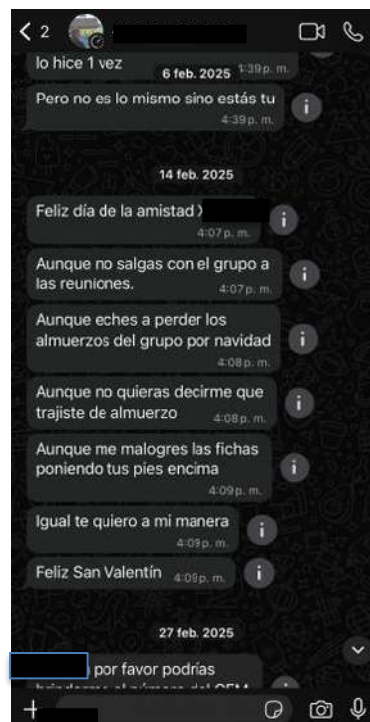 2
lo hice 1 vez
6 feb. 2025
1:39 p. m.
Pero no es lo mismo sino estás tu
4:39 p. m.
14 feb. 2025
Feliz día de la amistad
4:07 p. m.
Aunque no salgas con el grupo a
las reuniones. 4:07 p. m.
Aunque eches a perder los
almuerzos del grupo por navidad
4:08 p. m.
Aunque no quieras decirme que
trajiste de almuerzo 4:08 p. m.
Aunque me malogres las fichas
poniendo tus pies encima
4:09 p. m.
Igual te quiero a mi manera
4:09 p. m.
Feliz San Valentín 4:09 p. m.
27 feb. 2025
por favor podrías